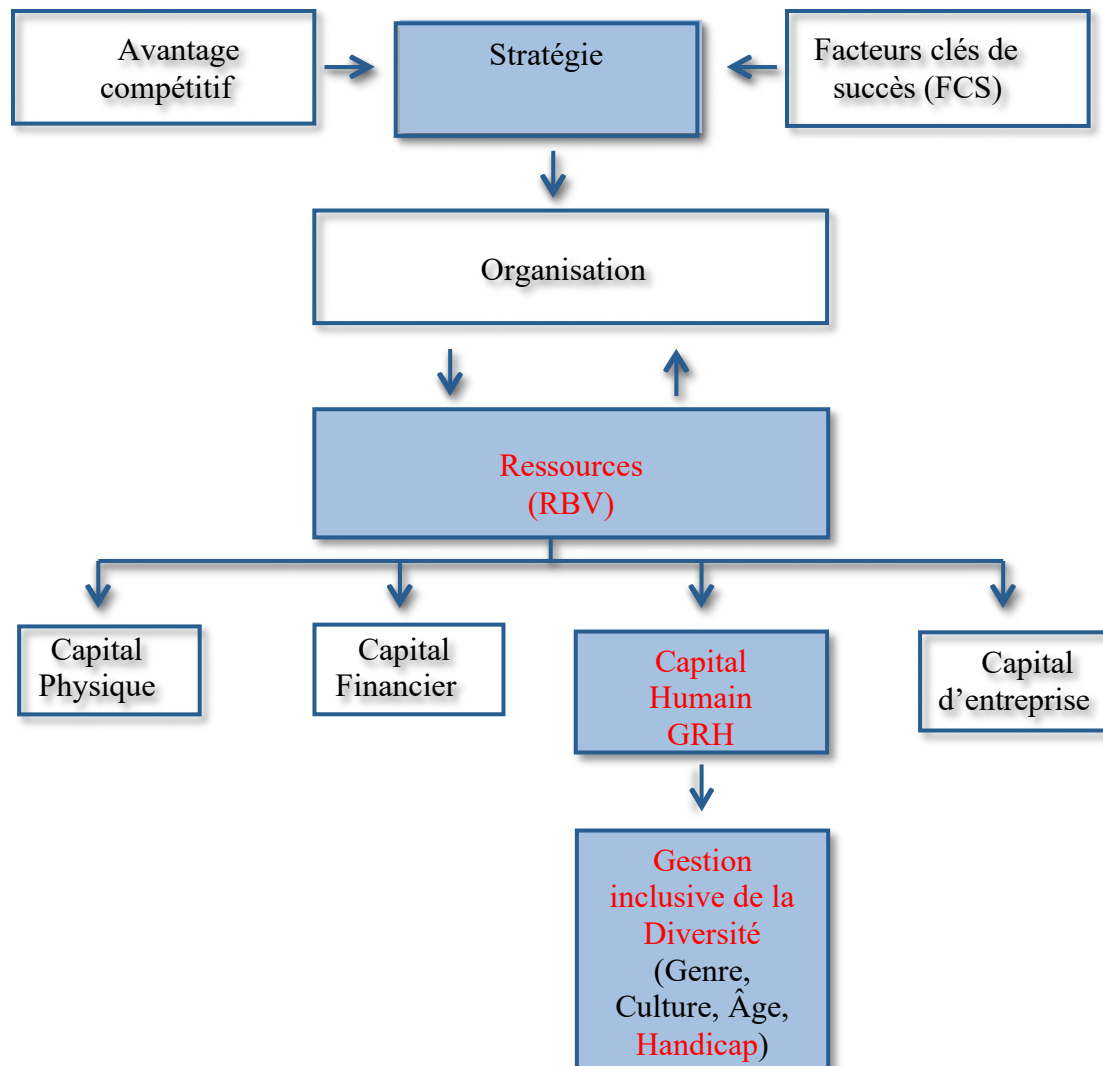 Avantage
compétitif
Stratégie
Facteurs clés de
succès (FCS)
Organisation
Ressources
(RBV)
Capital
Physique
Capital
Financier
Capital
Humain
GRH
Capital
d’entreprise
Gestion
inclusive de la
Diversité
(Genre,
Culture, Âge,
Handicap)